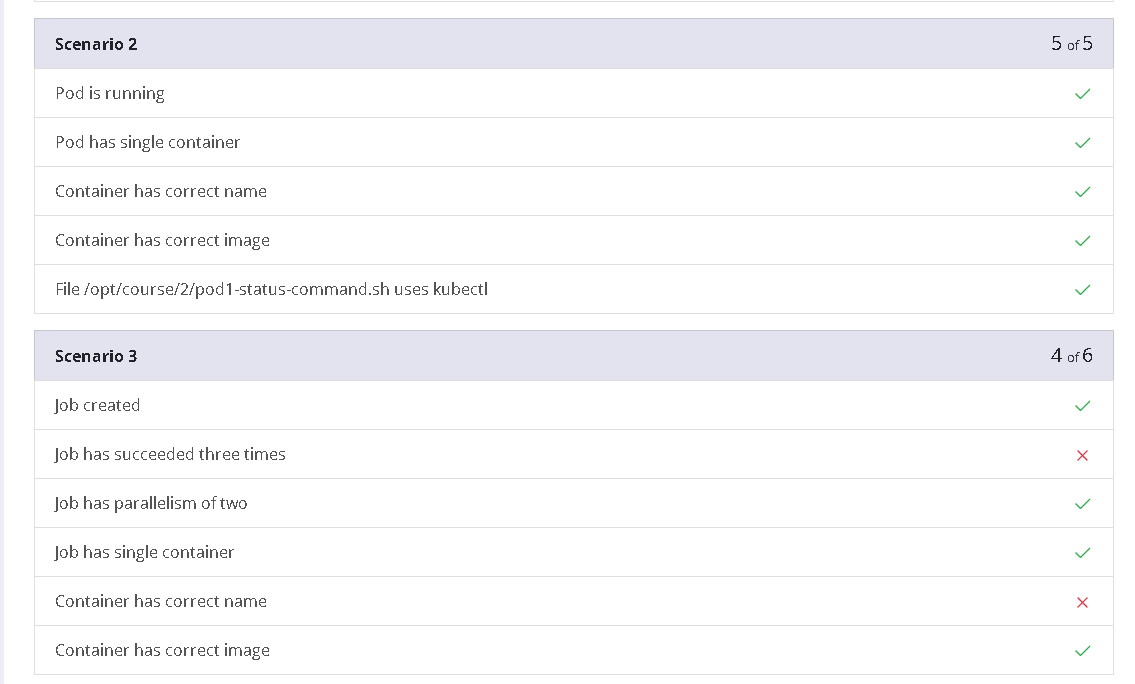 Scenario 2 5 of 5
Pod is running
Pod has single container
Container has correct name
Container has correct image
File /opt/course/2/pod1-status-command.sh uses kubectl
Scenario 3 4 of 6
Job created
Job has succeeded three times
Job has parallelism of two
Job has single container
Container has correct name
Container has correct image